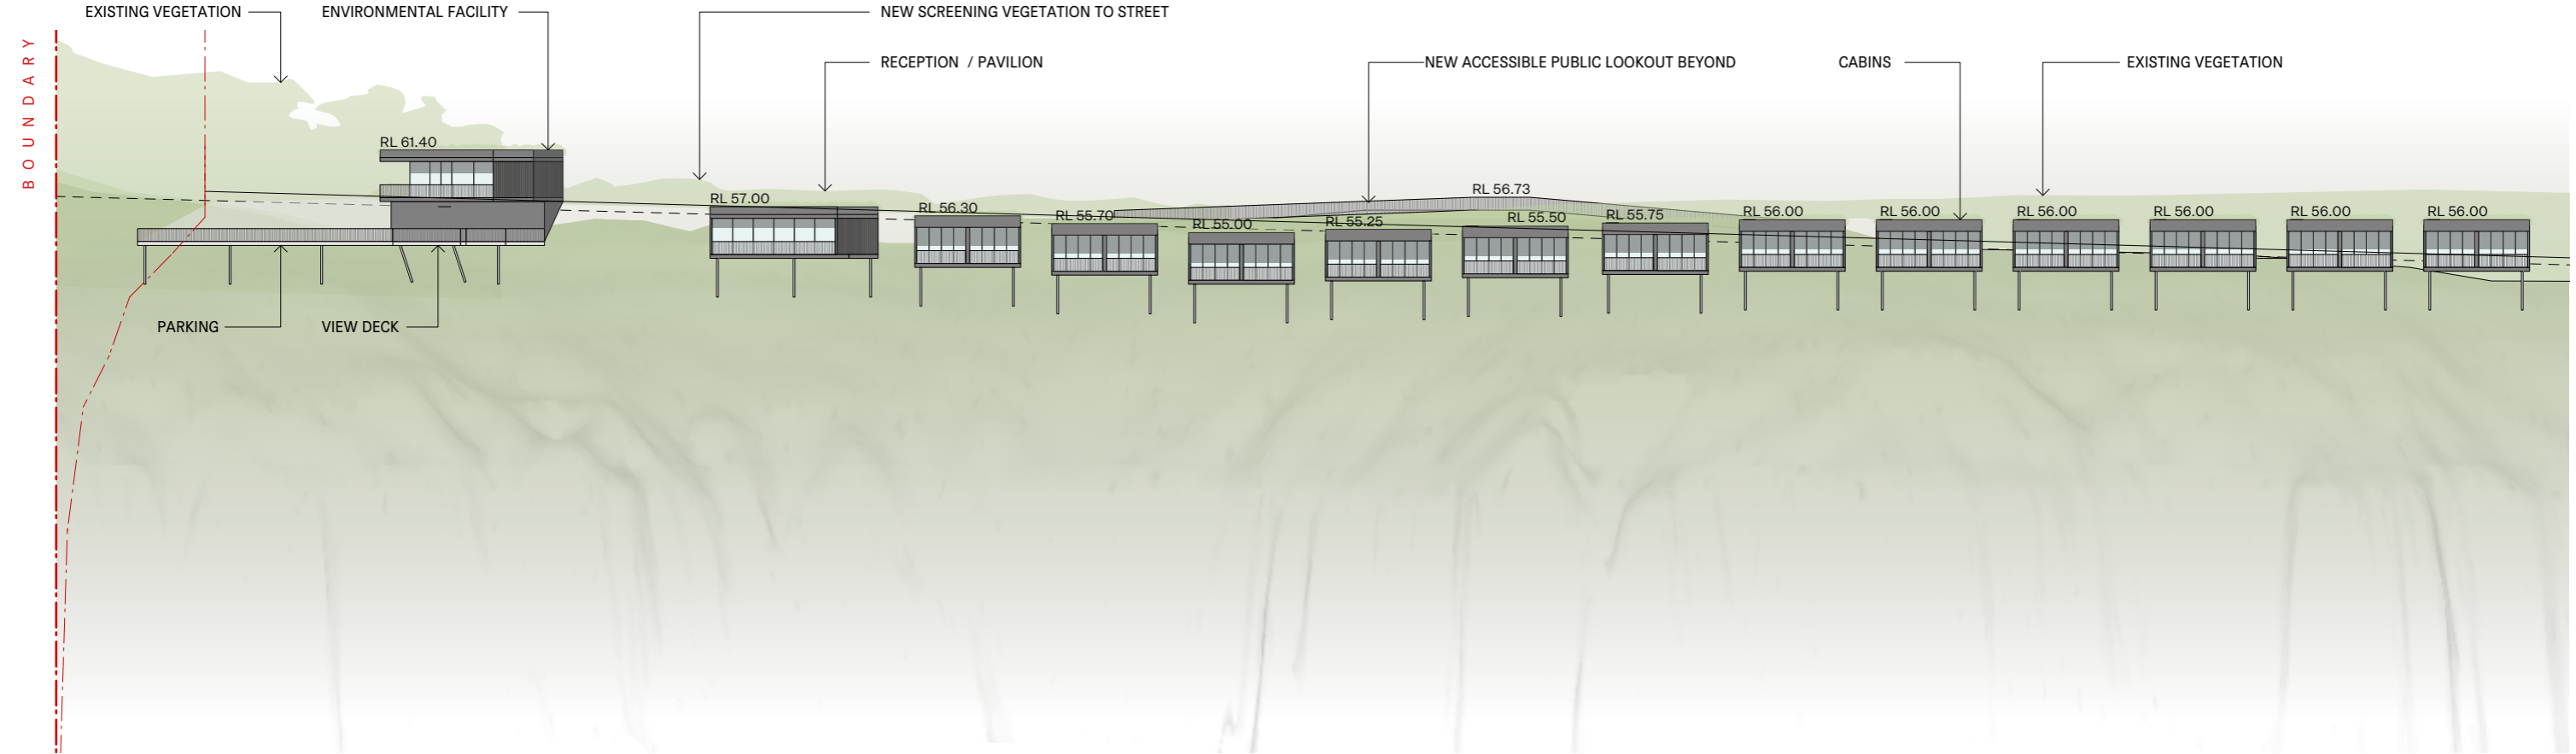 EXISTING VEGETATION
ENVIRONMENTAL FACILITY
NEW SCREENING VEGETATION TO STREET
BOUNDARY
RECEPTION / PAVILION
NEW ACCESSIBLE PUBLIC LOOKOUT BEYOND
CABINS
EXISTING VEGETATION
RL 61.40
RL 57.00
RL 56.30
RL 55.70
RL 55.00
RL 55.25
RL 56.73
RL 55.50
RL 55.75
RL 56.00
RL 56.00
RL 56.00
RL 56.00
RL 56.00
RL 56.00
PARKING
VIEW DECK